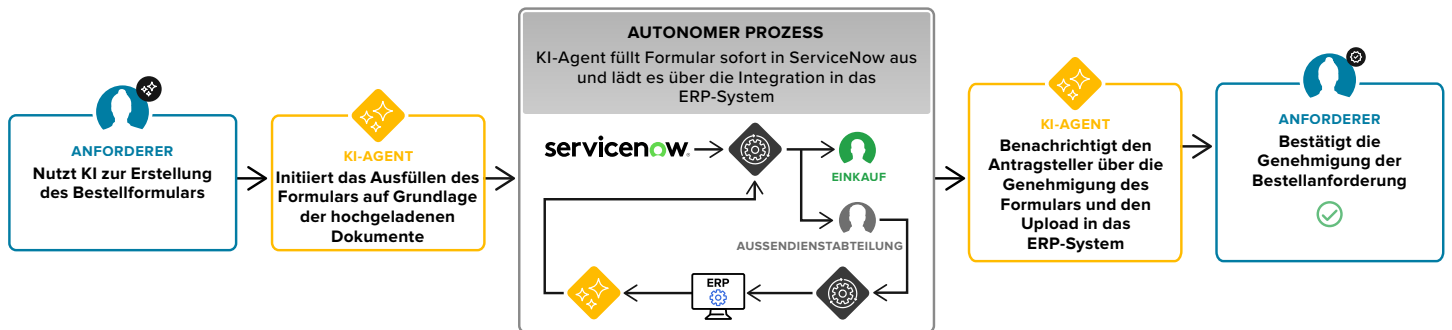 ANFORDERER
Nutzt KI zur Erstellung
des Bestellformulars
KI-AGENT
Initiiert das Ausfüllen des
Formulars auf Grundlage
der hochgeladenen
Dokumente
AUTONOMER PROZESS
KI-Agent füllt Formular sofort in ServiceNow aus
und lädt es über die Integration in das
ERP-System
servicenow
EINKAUF
AUSSENDIENSTABTEILUNG
ERP
KI-AGENT
Benachrichtigt den
Antragsteller über die
Genehmigung des
Formulars und den
Upload in das
ERP-System
ANFORDERER
Bestätigt die
Genehmigung der
Bestellanforderung